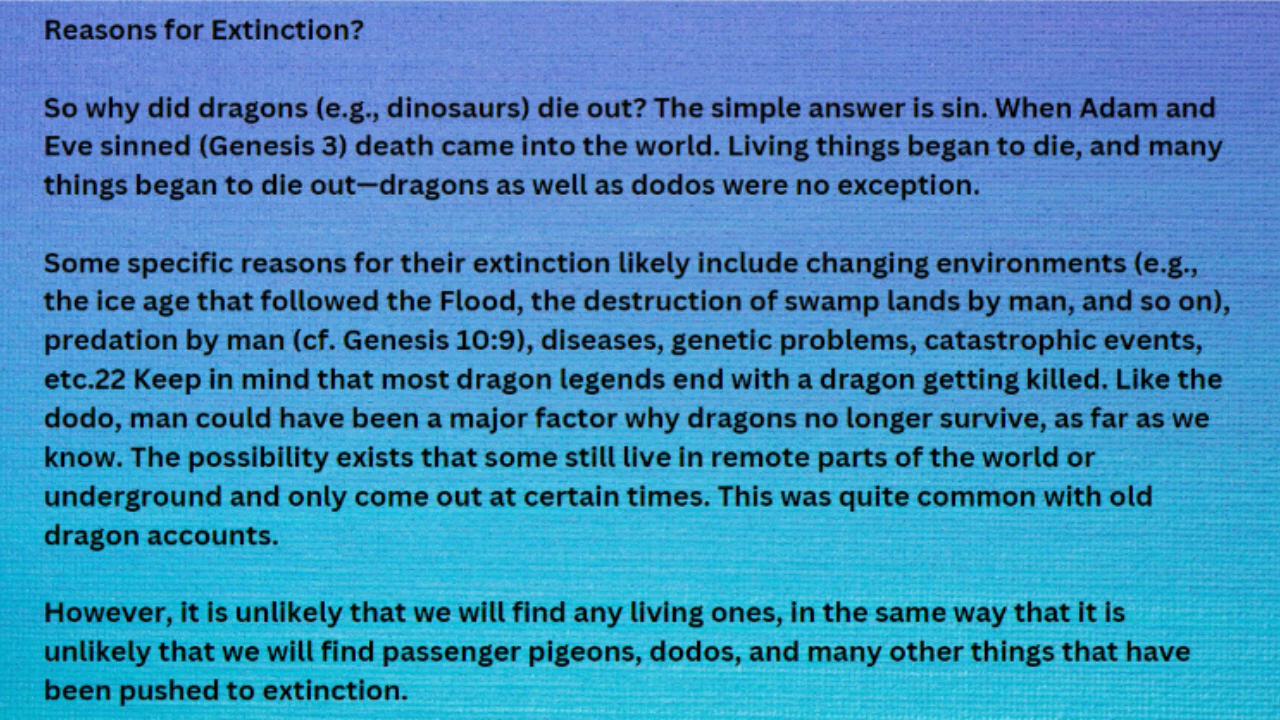 Reasons for Extinction?
So why did dragons (e.g., dinosaurs) die out? The simple answer is sin. When Adam and
Eve sinned (Genesis 3) death came into the world. Living things began to die, and many
things began to die out—dragons as well as dodos were no exception.
Some specific reasons for their extinction likely include changing environments (e.g.,
the ice age that followed the Flood, the destruction of swamp lands by man, and so on),
predation by man (cf. Genesis 10:9), diseases, genetic problems, catastrophic events,
etc.22 Keep in mind that most dragon legends end with a dragon getting killed. Like the
dodo, man could have been a major factor why dragons no longer survive, as far as we
know. The possibility exists that some still live in remote parts of the world or
underground and only come out at certain times. This was quite common with old
dragon accounts.
However, it is unlikely that we will find any living ones, in the same way that it is
unlikely that we will find passenger pigeons, dodos, and many other things that have
been pushed to extinction.